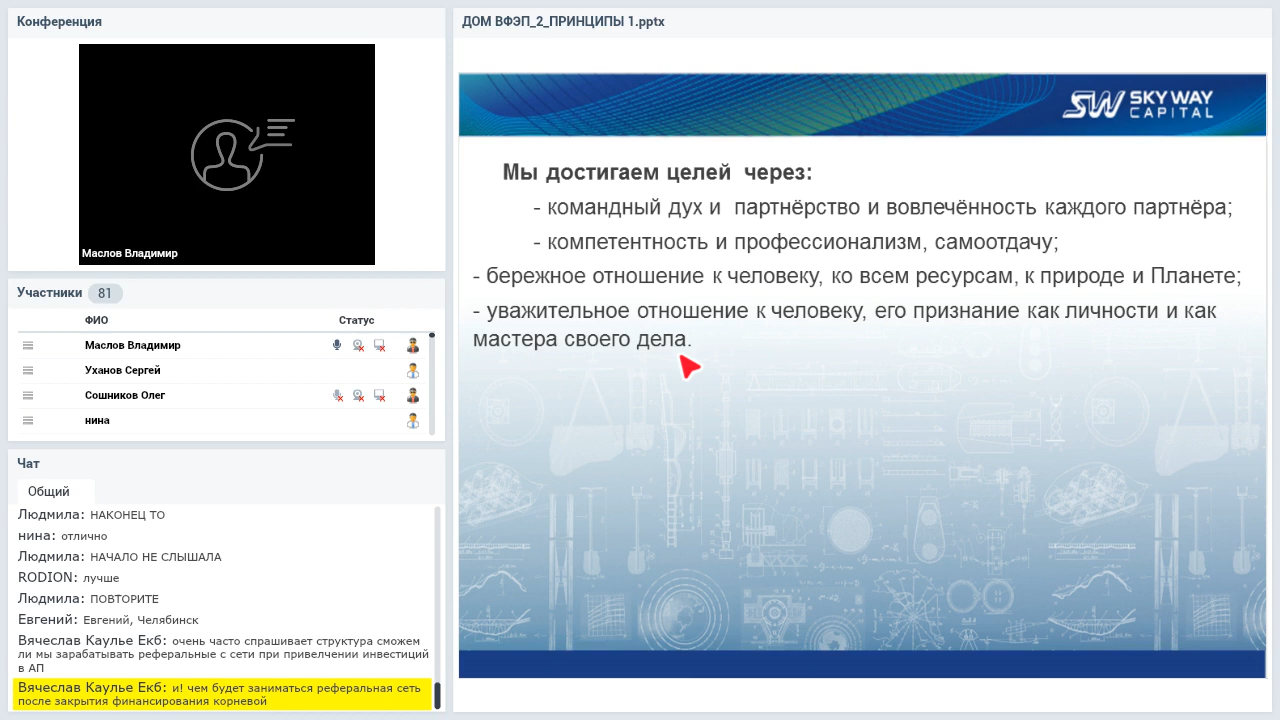 Конференция
Маслов Владимир
Участники 81
ФИО Статус
Маслов Владимир
Уханов Сергей
Сошников Олег
нина
Чат
Общий
Людмила: НАКОНЕЦ ТО
нина: отлично
Людмила: НАЧАЛО НЕ СЛЫШАЛА
RODION: лучше
Людмила: ПОВТОРИТЕ
Евгений: Евгений, Челябинск
Вячеслав Каулье Екб: очень часто спрашивает структура сможем
ли мы зарабатывать реферальные с сети при привелчении инвестиций
в АП
Вячеслав Каулье Екб: и! чем будет заниматься реферальная сеть
после закрытия финансирования корневой
ДОМ ВФЭП_2_ПРИНЦИПЫ 1.pptx
SW SKY WAY
CAPITAL
Мы достигаем целей через:
- командный дух и партнёрство и вовлечённость каждого партнёра;
- компетентность и профессионализм, самоотдачу;
- бережное отношение к человеку, ко всем ресурсам, к природе и Планете;
- уважительное отношение к человеку, его признание как личности и как
мастера своего дела.